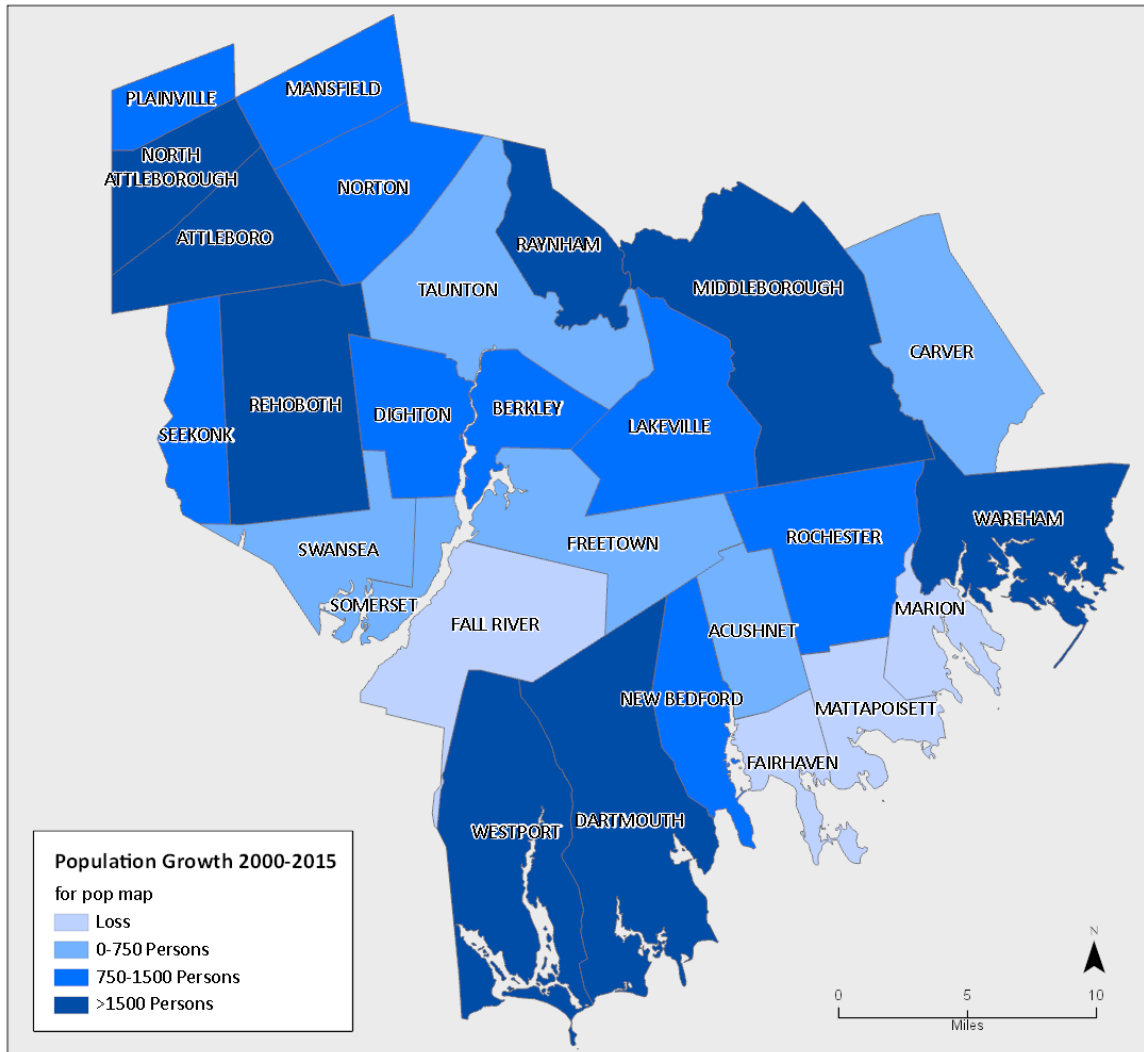 PLAINVILLE
MANSFIELD
NORTH
ATTLEBOROUGH
NORTON
ATTLEBORO
RAYNHAM
TAUNTON
MIDDLEBOROUGH
CARVER
REHOBOTH
DIGHTON
BERKLEY
LAKEVILLE
SEEKONK
WAREHAM
SWANSEA
FREETOWN
ROCHESTER
SOMERSET
MARION
FALL RIVER
ACUSHNET
NEW BEDFORD
MATTAPOISETT
FAIRHAVEN
WESTPORT
DARTMOUTH
Population Growth 2000-2015
for pop map
Loss
0-750 Persons
750-1500 Persons
>1500 Persons
N
0 5 10
Miles